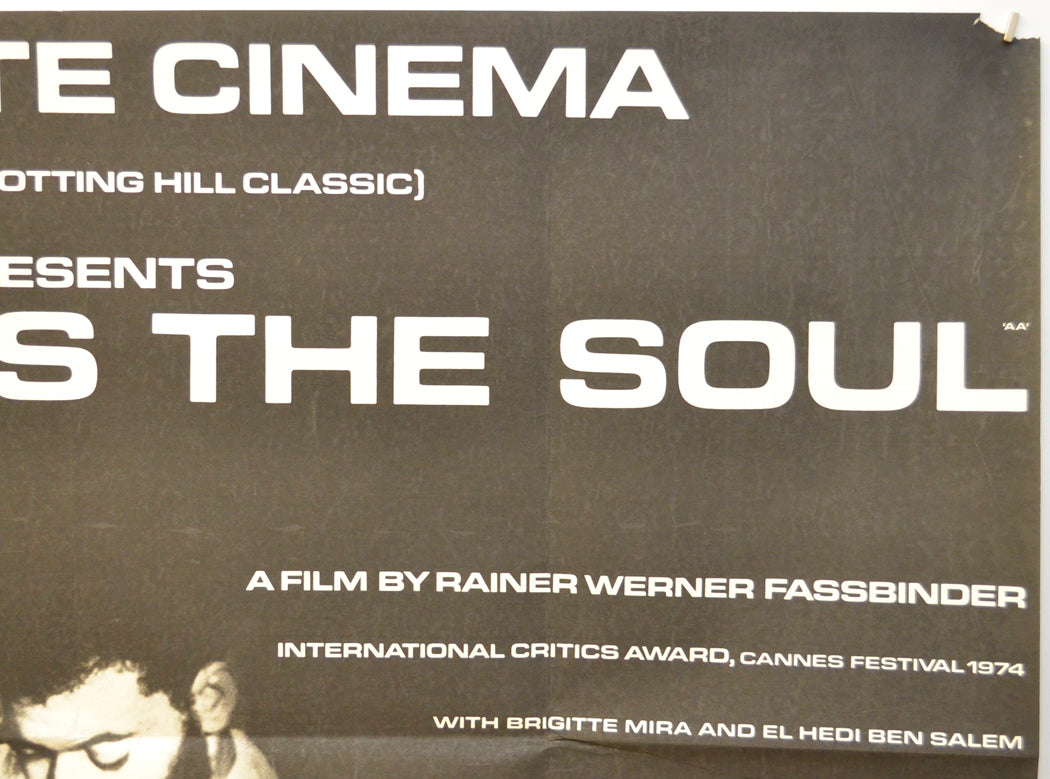 TE CINEMA
OTTING HILL CLASSIC)
ESENTS
S THE SOUL 'AA'
A FILM BY RAINER WERNER FASSBINDER
INTERNATIONAL CRITICS AWARD, CANNES FESTIVAL 1974
WITH BRIGITTE MIRA AND EL HEDI BEN SALEM